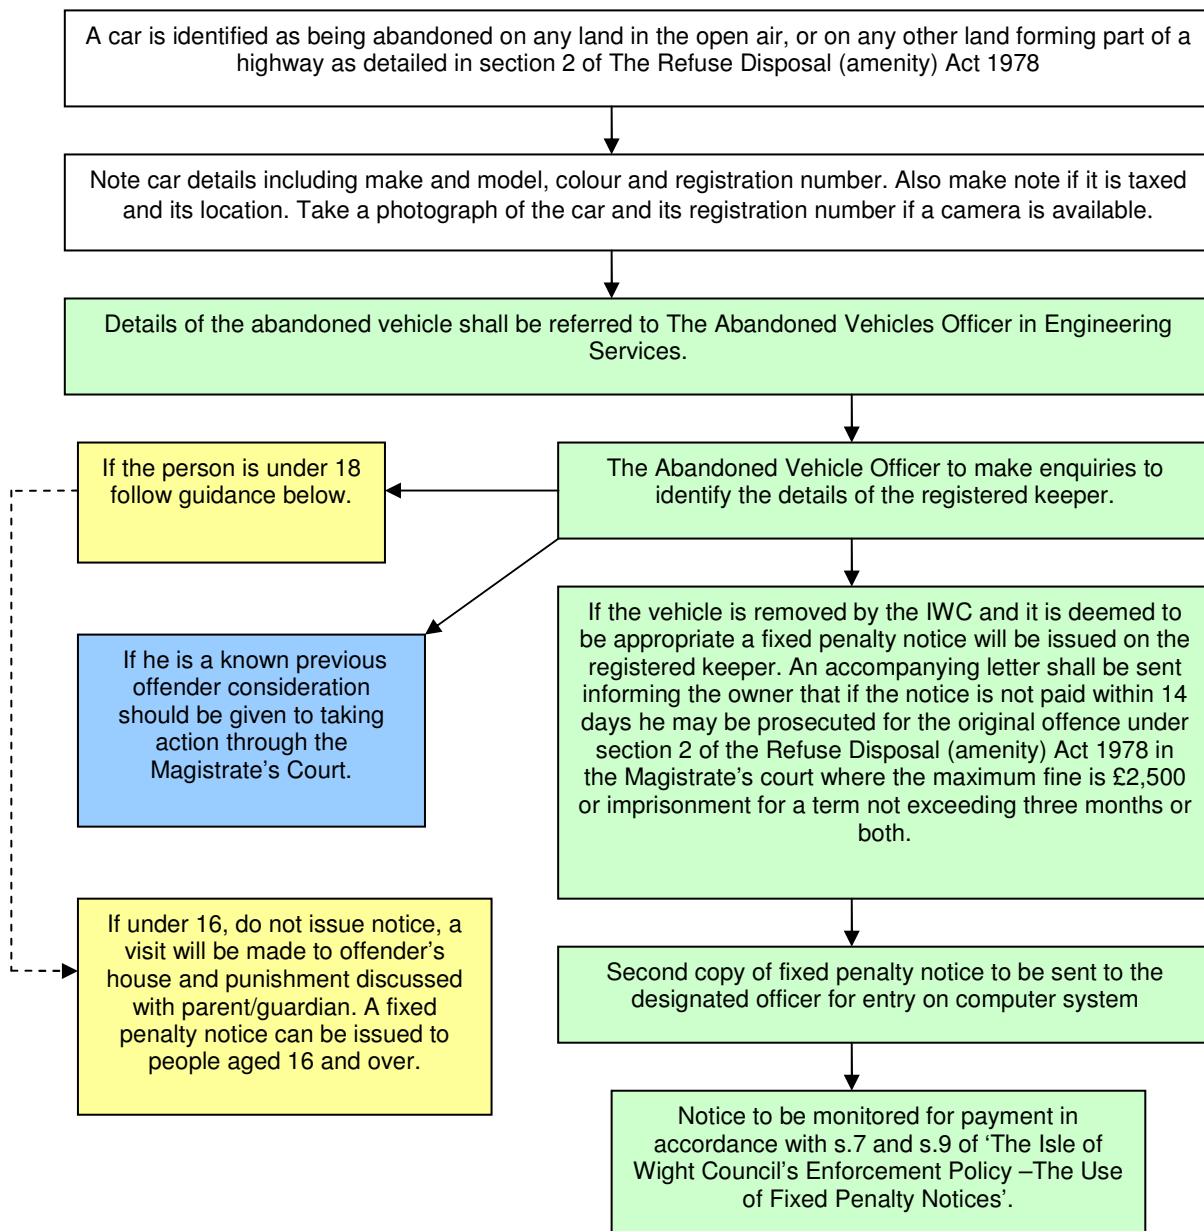 A car is identified as being abandoned on any land in the open air, or on any other land forming part of a
highway as detailed in section 2 of The Refuse Disposal (amenity) Act 1978
Note car details including make and model, colour and registration number. Also make note if it is taxed
and its location. Take a photograph of the car and its registration number if a camera is available.
Details of the abandoned vehicle shall be referred to The Abandoned Vehicles Officer in Engineering
Services.
If the person is under 18
follow guidance below.
The Abandoned Vehicle Officer to make enquiries to
identify the details of the registered keeper.
If he is a known previous
offender consideration
should be given to taking
action through the
Magistrate's Court.
If the vehicle is removed by the IWC and it is deemed to
be appropriate a fixed penalty notice will be issued on the
registered keeper. An accompanying letter shall be sent
informing the owner that if the notice is not paid within 14
days he may be prosecuted for the original offence under
section 2 of the Refuse Disposal (amenity) Act 1978 in
the Magistrate's court where the maximum fine is £2,500
or imprisonment for a term not exceeding three months or
both.
If under 16, do not issue notice, a
visit will be made to offender's
house and punishment discussed
with parent/guardian. A fixed
penalty notice can be issued to
people aged 16 and over.
Second copy of fixed penalty notice to be sent to the
designated officer for entry on computer system
Notice to be monitored for payment in
accordance with s.7 and s.9 of 'The Isle of
Wight Council's Enforcement Policy –The Use
of Fixed Penalty Notices'.